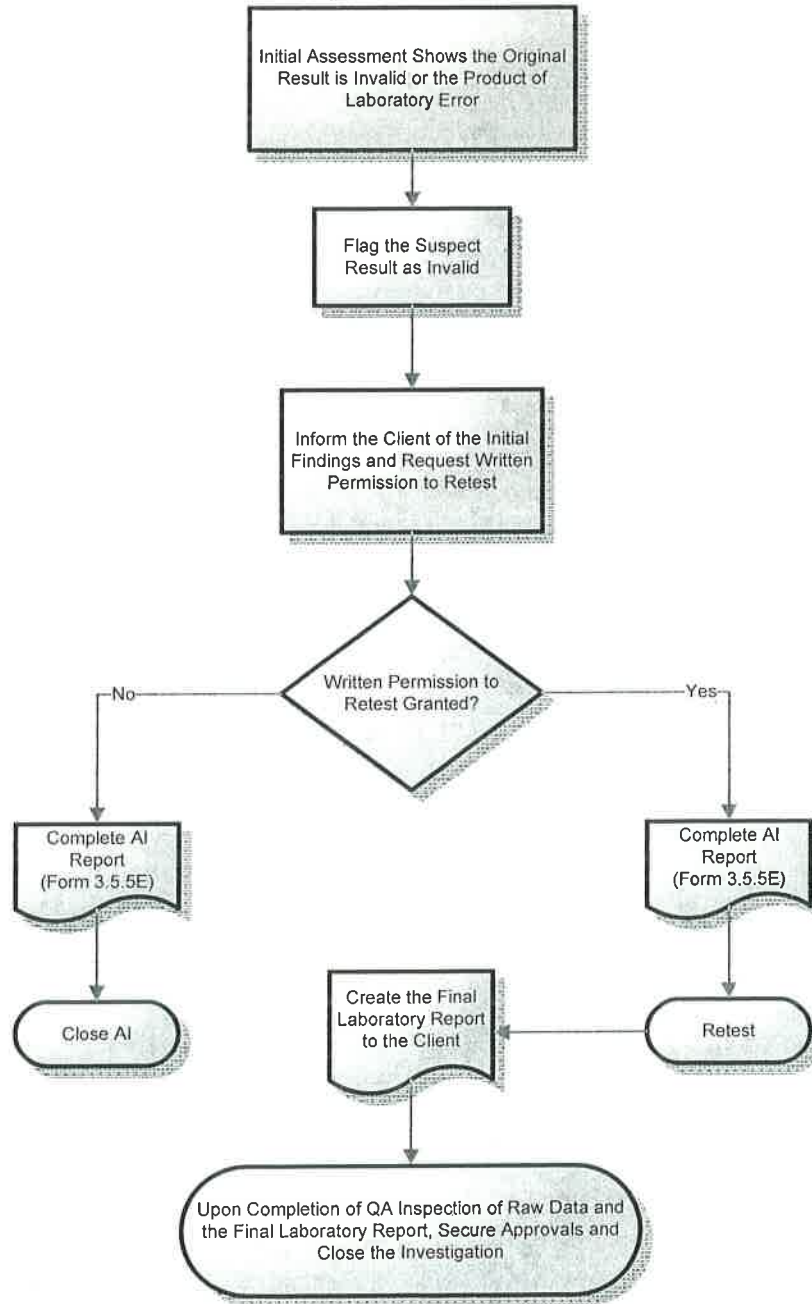 Initial Assessment Shows the Original
Result is Invalid or the Product of
Laboratory Error
Flag the Suspect
Result as Invalid
Inform the Client of the Initial
Findings and Request Written
Permission to Retest
Written Permission to
Retest Granted?
No
Yes
Complete AI
Report
(Form 3.5.5E)
Complete AI
Report
(Form 3.5.5E)
Close AI
Create the Final
Laboratory Report
to the Client
Retest
Upon Completion of QA Inspection of Raw Data and
the Final Laboratory Report, Secure Approvals and
Close the Investigation